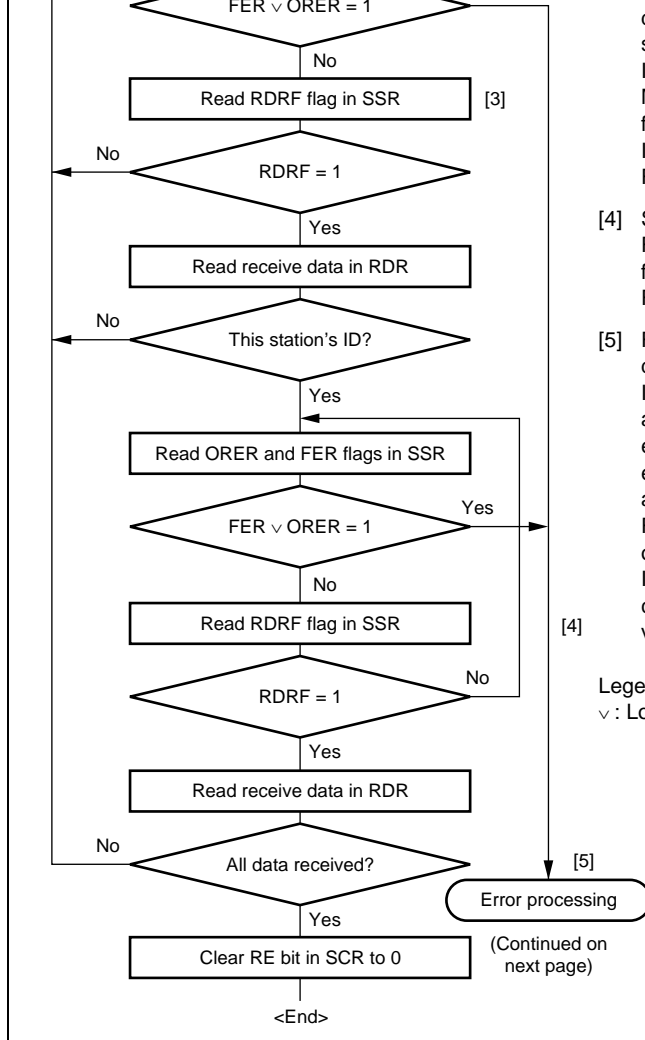 FER ∨ ORER = 1
No
Read RDRF flag in SSR
[3]
No
RDRF = 1
Yes
Read receive data in RDR
No
This station's ID?
Yes
Read ORER and FER flags in SSR
FER ∨ ORER = 1
Yes
No
Read RDRF flag in SSR
[4]
RDRF = 1
No
Yes
Read receive data in RDR
No
All data received?
[5]
Error processing
Yes
Clear RE bit in SCR to 0
(Continued on
next page)
<End>
[4]
[5]
∨ :